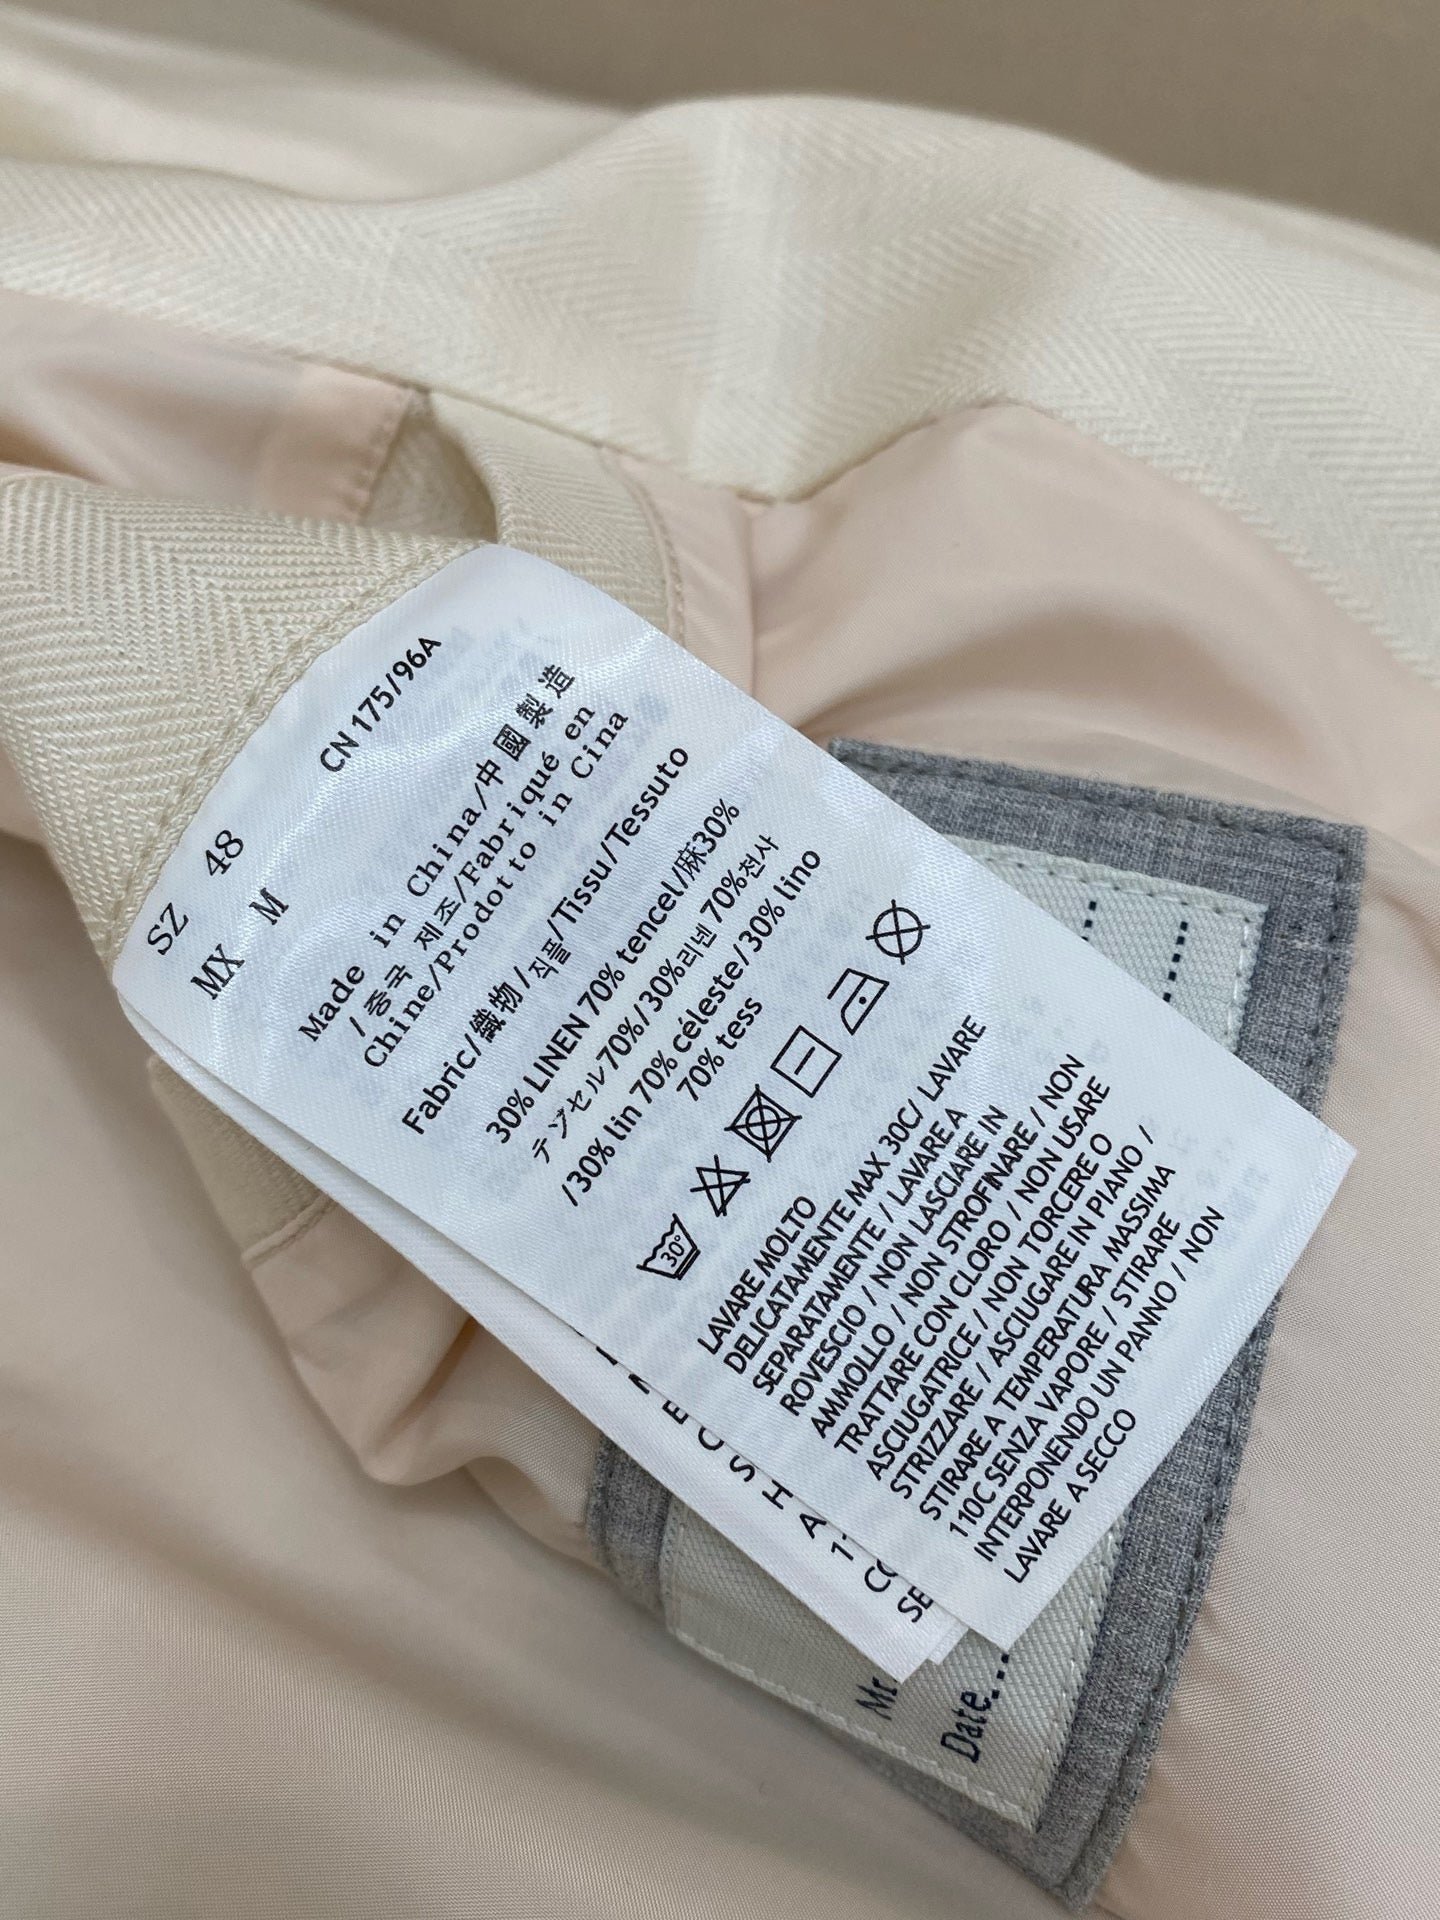 SZ 48
MX M
CN 175/96A
Made in China/中國製造
/중국 제조/Fabriqué en
Chine/Prodotto in Cina
Fabric/織物/직플/Tissu/Tessuto
30% LINEN 70% tencel/麻30%
テゾセル70%/30%리넨 70%천사
/30% lin 70% céleste/30% lino
70% tess
30°
LAVARE MOLTO
DELICATAMENTE MAX 30C/ LAVARE
SEPARATAMENTE / LAVARE A
ROVESCIO / NON LASCIARE IN
AMMOLLO / NON STROFINARE / NON
TRATTARE CON CLORO / NON USARE
ASCIUGATRICE / NON TORCERE O
STRIZZARE / ASCIUGARE IN PIANO /
STIRARE A TEMPERATURA MASSIMA
110C SENZA VAPORE / STIRARE
INTERPONENDO UN PANNO / NON
LAVARE A SECCO
Mr
Date...